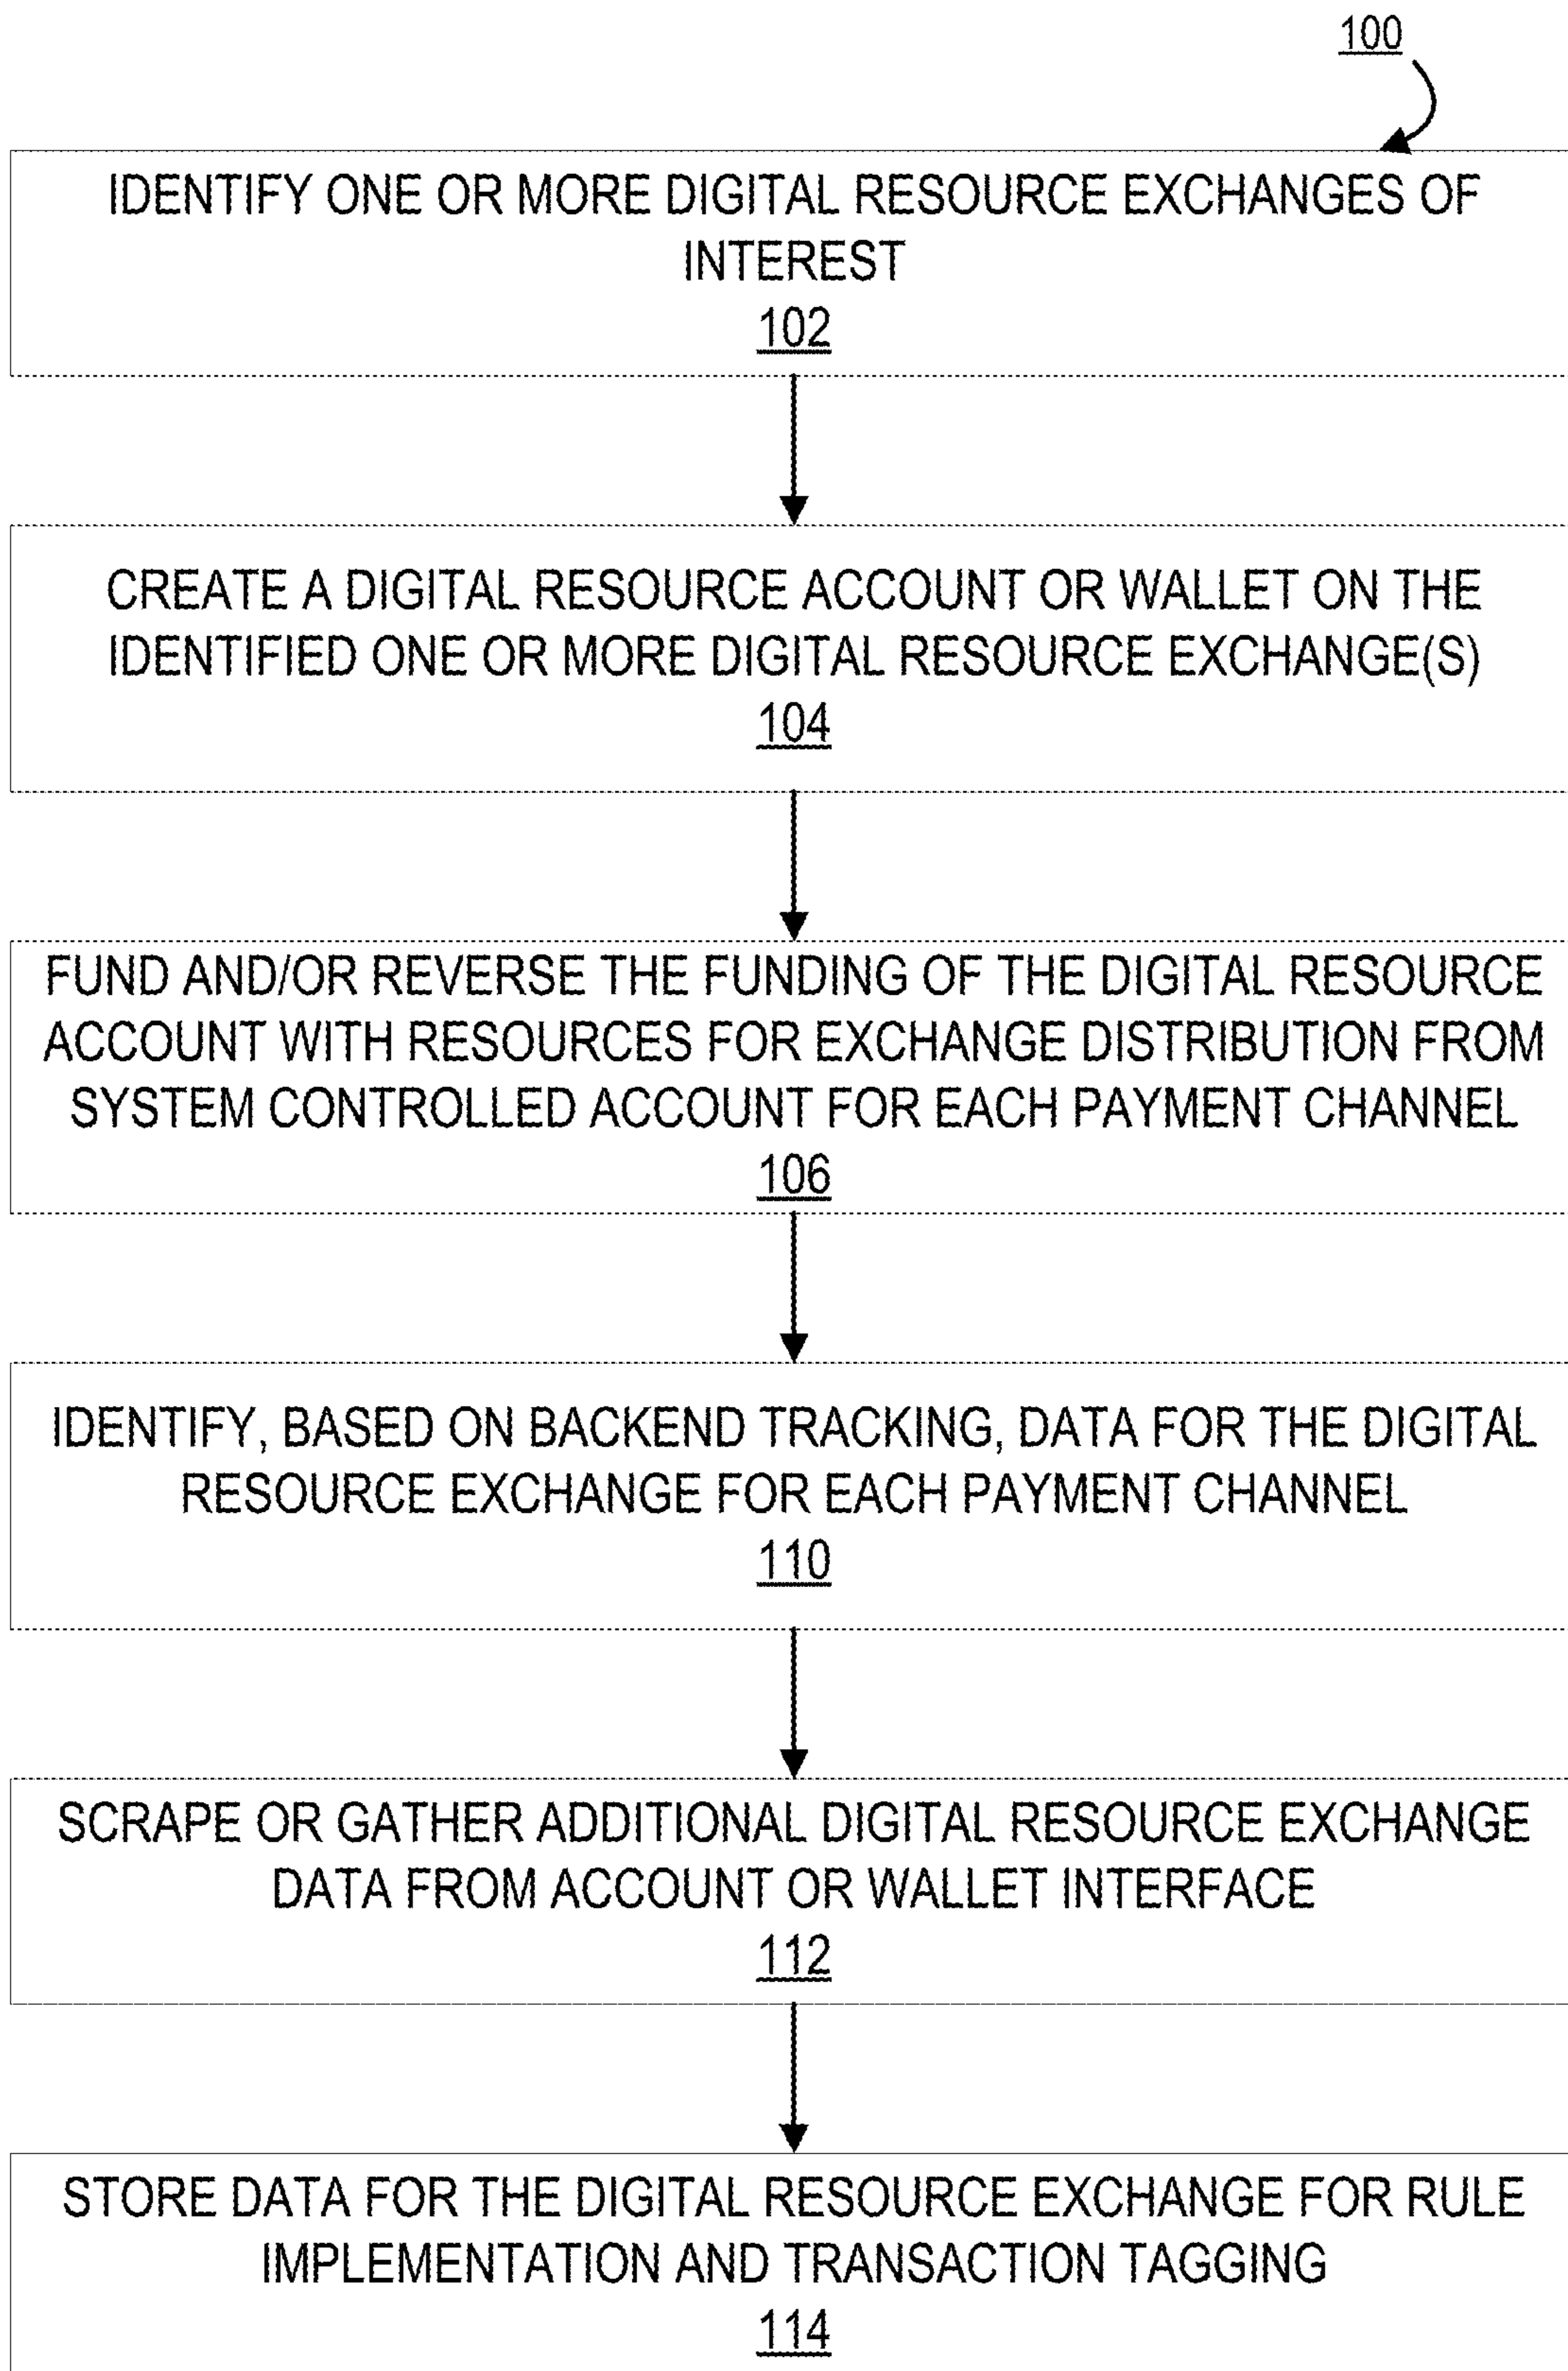 100
IDENTIFY ONE OR MORE DIGITAL RESOURCE EXCHANGES OF
INTEREST
102
CREATE A DIGITAL RESOURCE ACCOUNT OR WALLET ON THE
IDENTIFIED ONE OR MORE DIGITAL RESOURCE EXCHANGE(S)
104
FUND AND/OR REVERSE THE FUNDING OF THE DIGITAL RESOURCE
ACCOUNT WITH RESOURCES FOR EXCHANGE DISTRIBUTION FROM
SYSTEM CONTROLLED ACCOUNT FOR EACH PAYMENT CHANNEL
106
IDENTIFY, BASED ON BACKEND TRACKING, DATA FOR THE DIGITAL
RESOURCE EXCHANGE FOR EACH PAYMENT CHANNEL
110
SCRAPE OR GATHER ADDITIONAL DIGITAL RESOURCE EXCHANGE
DATA FROM ACCOUNT OR WALLET INTERFACE
112
STORE DATA FOR THE DIGITAL RESOURCE EXCHANGE FOR RULE
IMPLEMENTATION AND TRANSACTION TAGGING
114